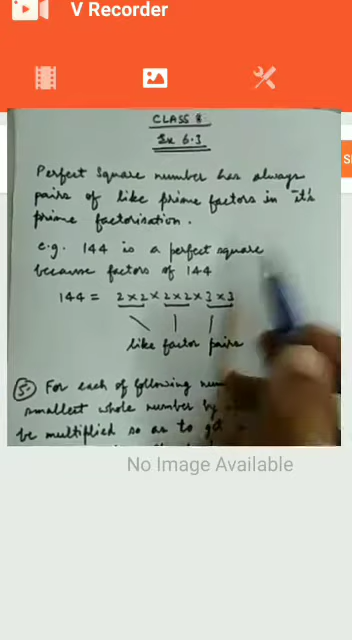 V Recorder
CLASS 8
Ex 6.3
Perfect Square number has always
pairs of like prime factors in it's
prime factorisation.
e.g. 144 is a perfect square
because factors of 144
144 = 2×2×2×2×3×3
like factor pairs
5. For each of following
smallest whole number by
be multiplied so as to
No Image Available